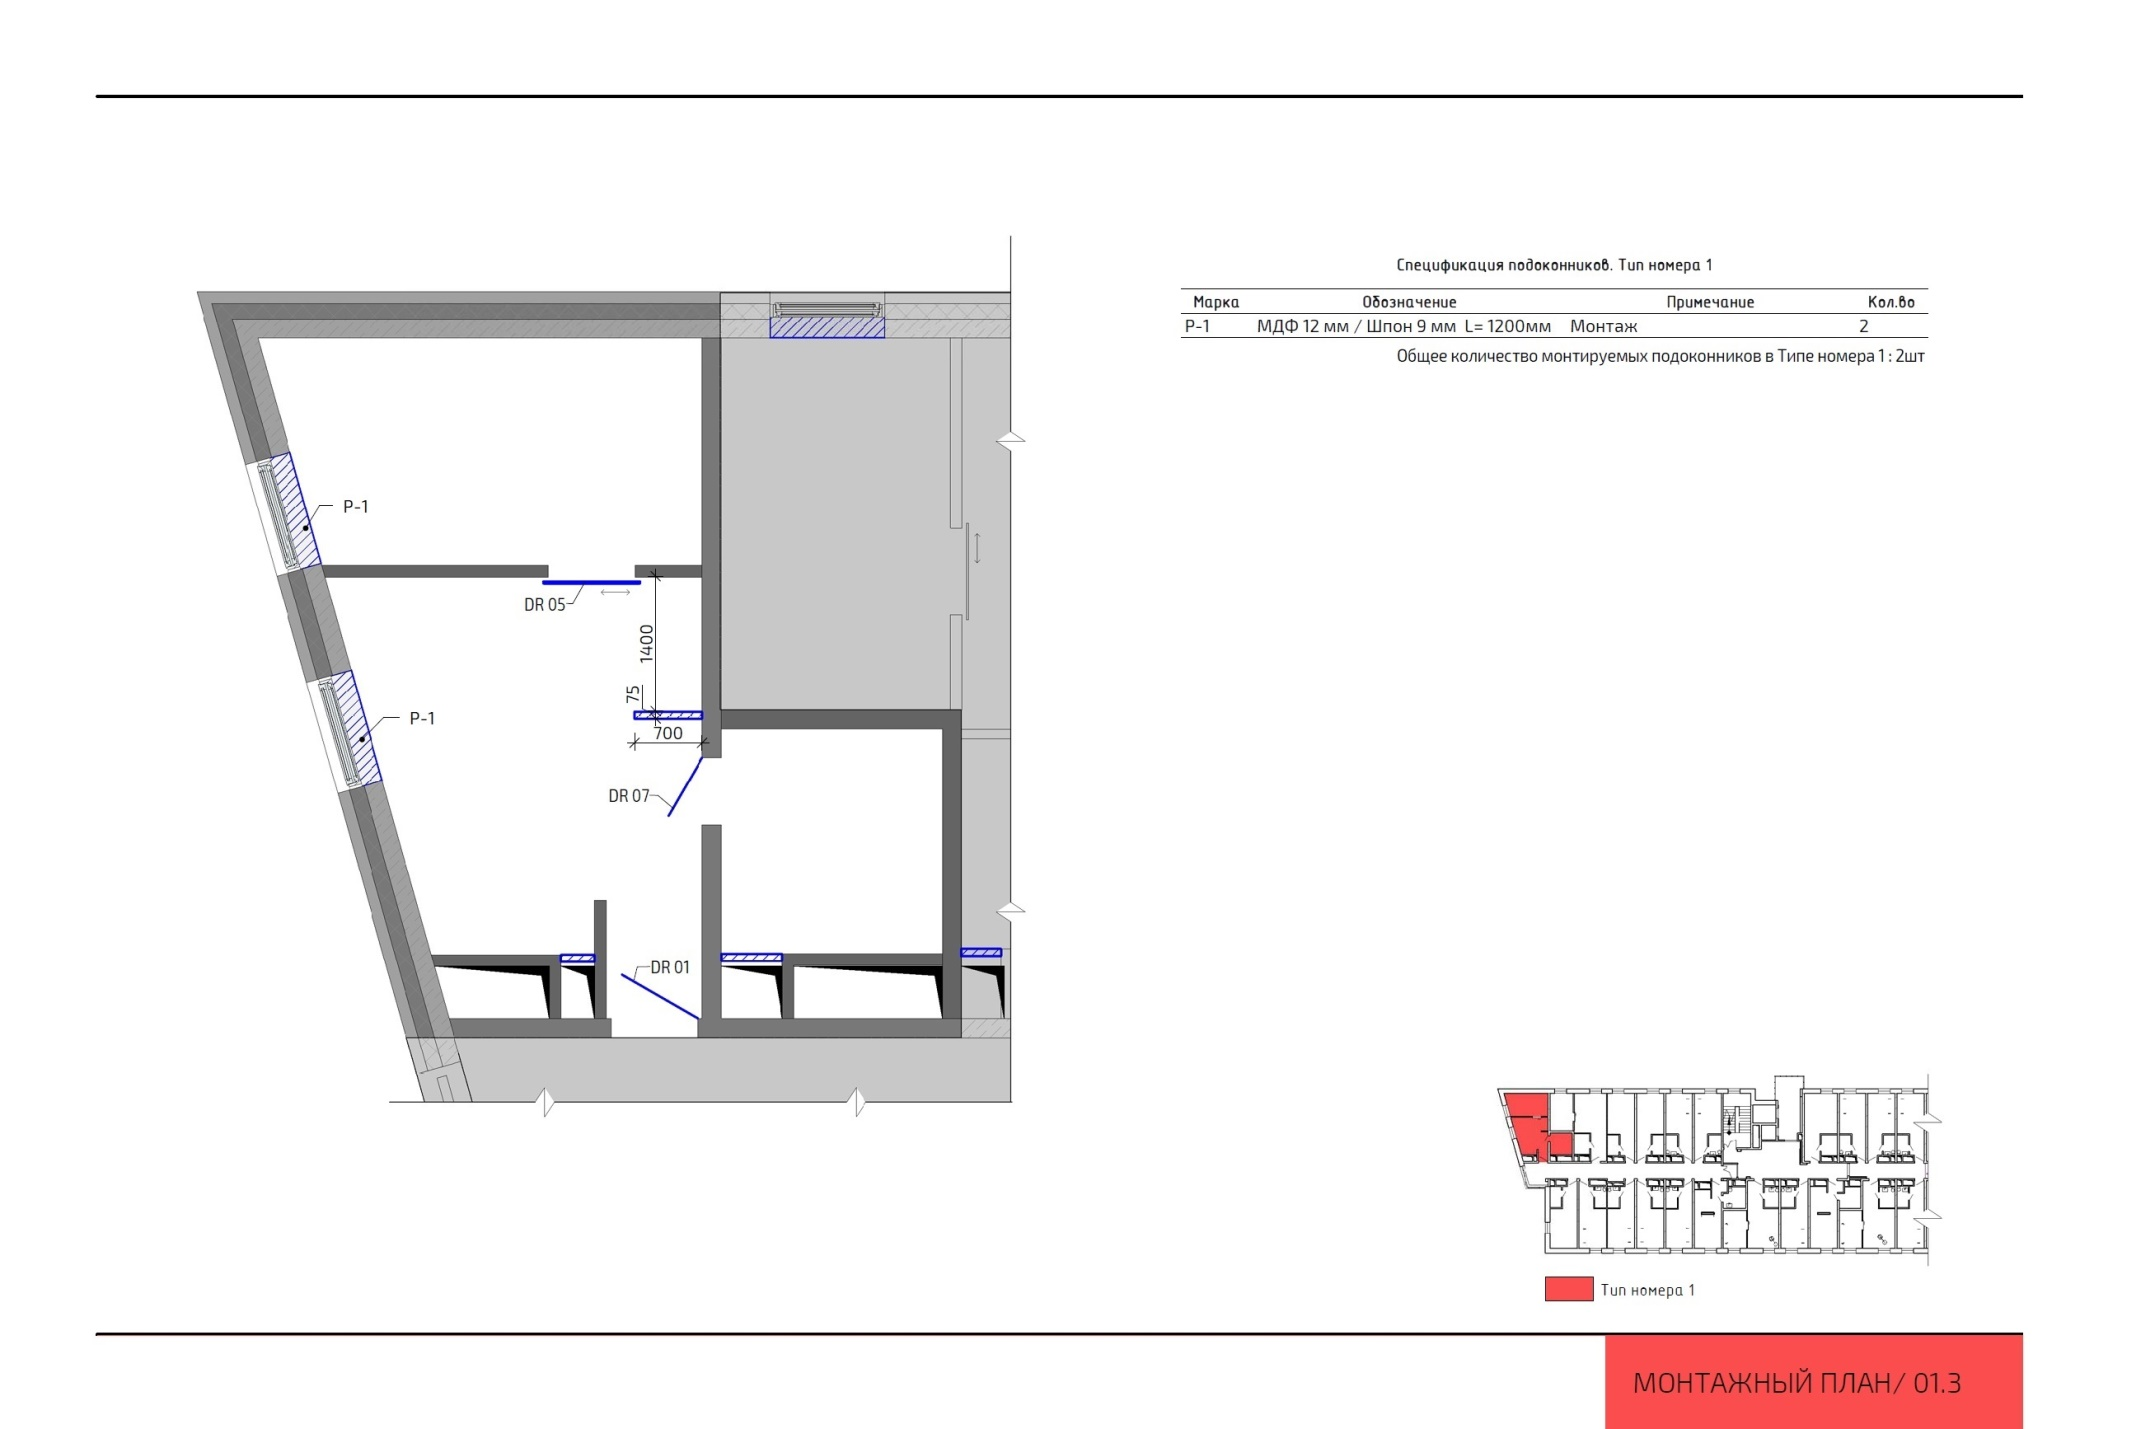 Спецификация подоконников. Тип номера 1
Марка Обозначение Примечание Кол.во
Р-1 МДФ 12 мм / Шпон 9 мм L= 1200мм Монтаж 2
Общее количество монтируемых подоконников в Типе номера 1 : 2шт
Р-1
DR 05
1400
75
Р-1
700
DR 07
DR 01
Тип номера 1
МОНТАЖНЫЙ ПЛАН/ 01.3